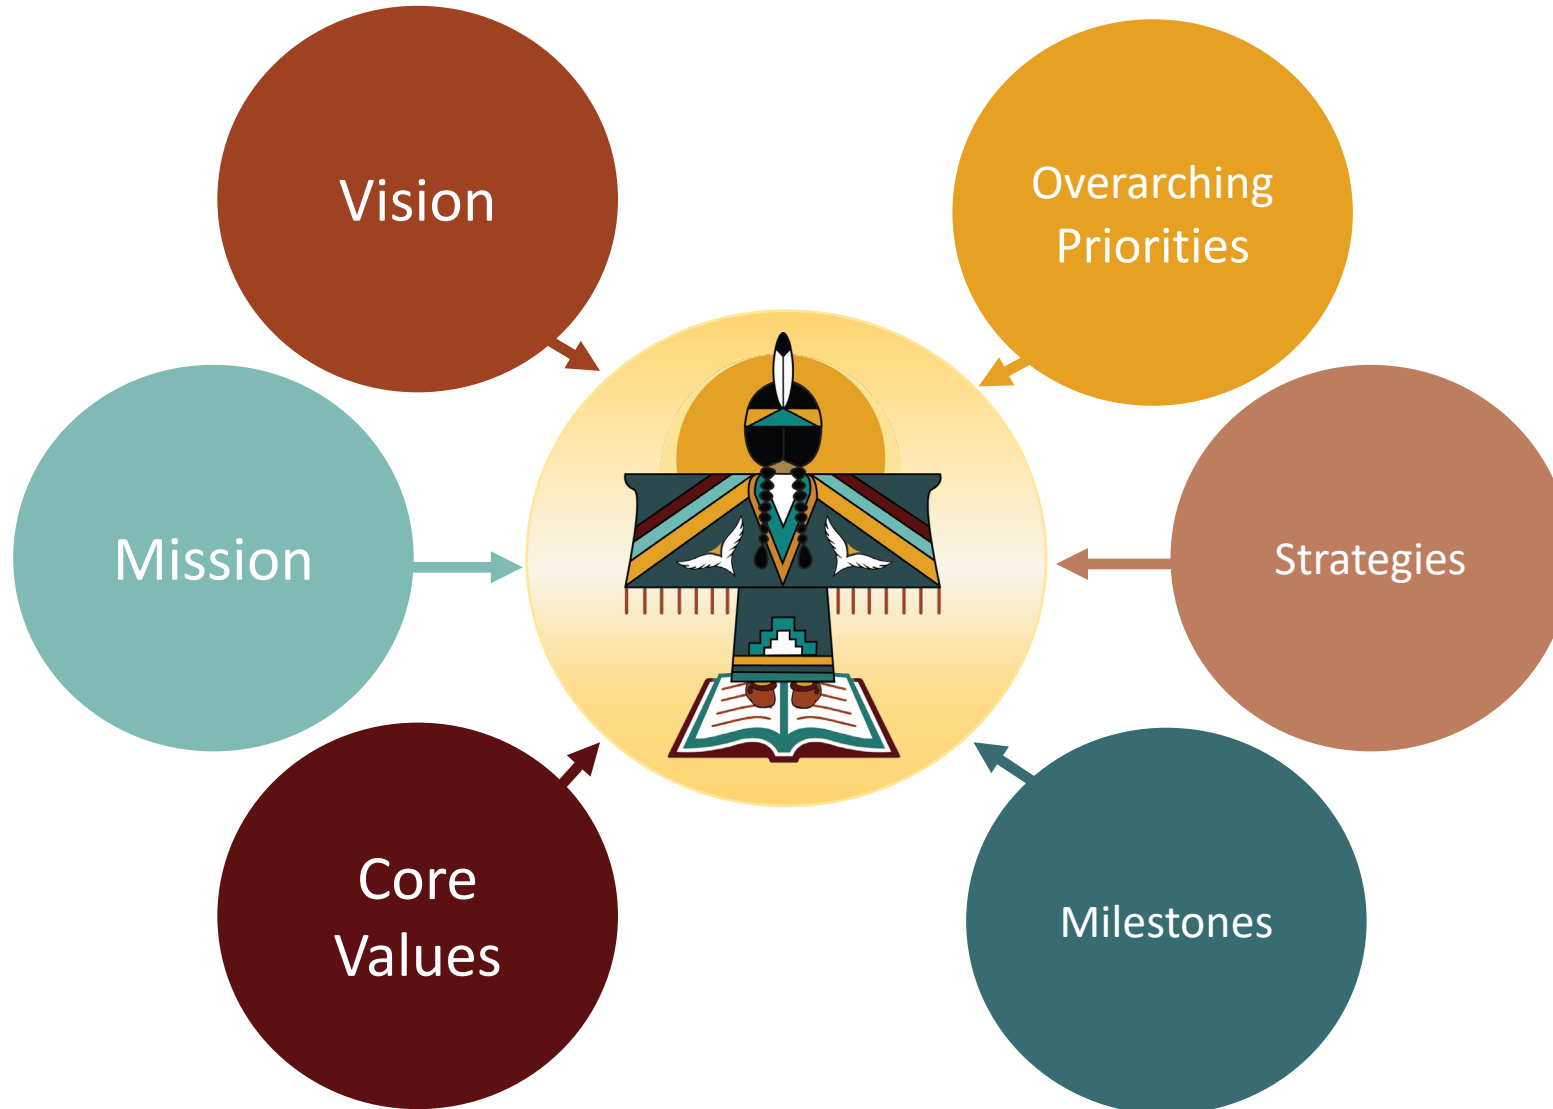 Vision
Overarching
Priorities
Mission
Strategies
Core
Values
Milestones